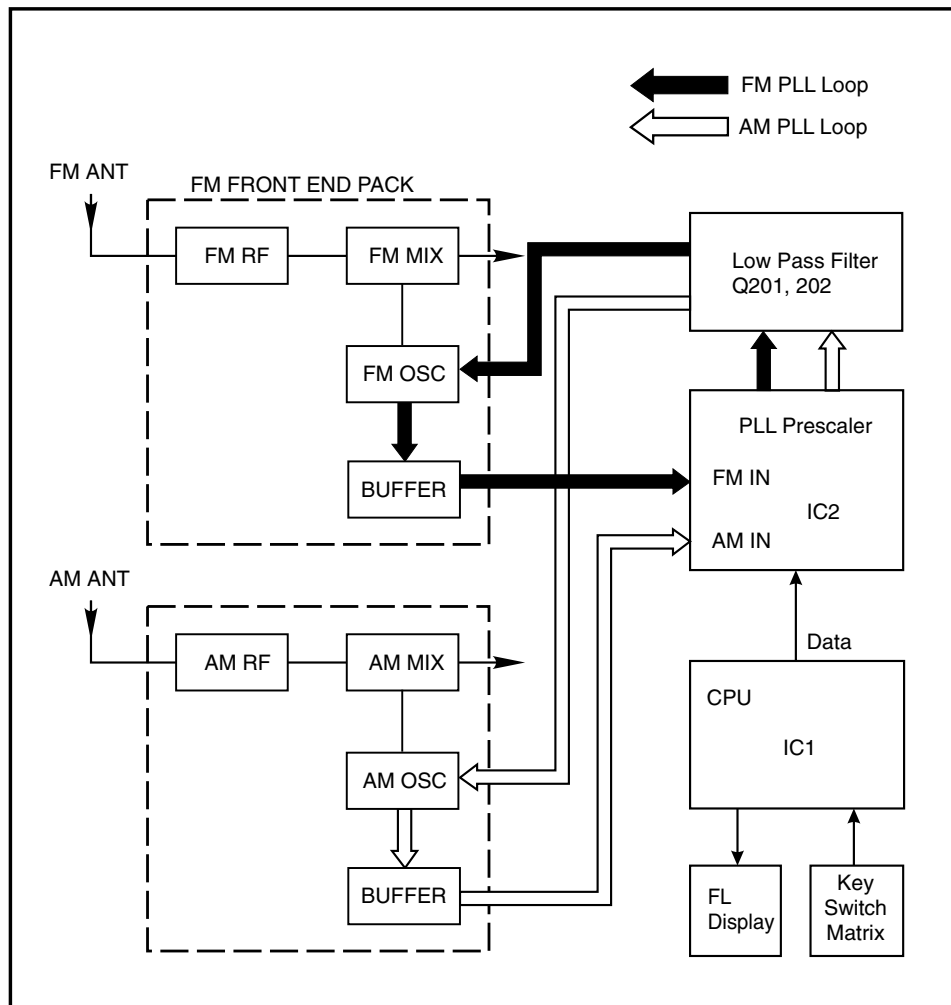 FM PLL Loop
AM PLL Loop
FM ANT
FM FRONT END PACK
FM RF
FM MIX
Low Pass Filter
Q201, 202
FM OSC
PLL Prescaler
BUFFER
FM IN
IC2
AM IN
AM ANT
AM RF
AM MIX
Data
CPU
IC1
AM OSC
BUFFER
FL
Display
Key
Switch
Matrix